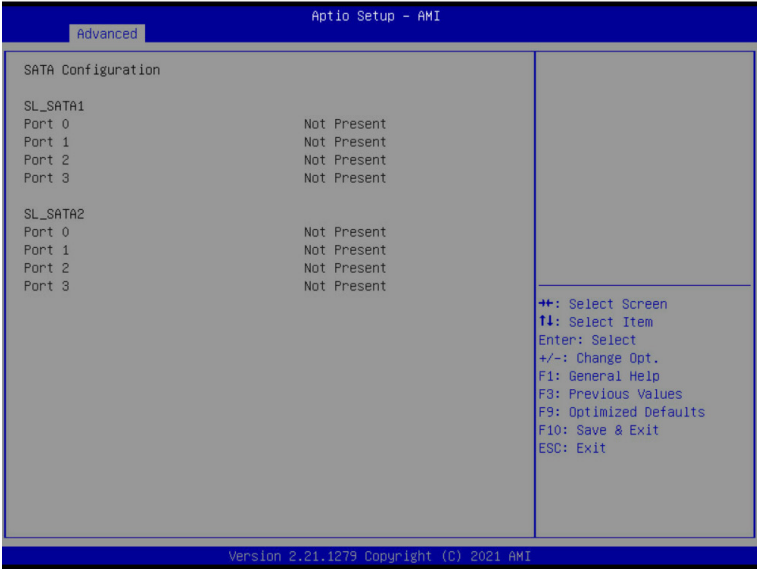 Aptio Setup – AMI
Advanced
SATA Configuration
SL_SATA1
Port 0 Not Present
Port 1 Not Present
Port 2 Not Present
Port 3 Not Present
SL_SATA2
Port 0 Not Present
Port 1 Not Present
Port 2 Not Present
Port 3 Not Present
→←: Select Screen
↑↓: Select Item
Enter: Select
+/-: Change Opt.
F1: General Help
F3: Previous Values
F9: Optimized Defaults
F10: Save & Exit
ESC: Exit
Version 2.21.1279 Copyright (C) 2021 AMI